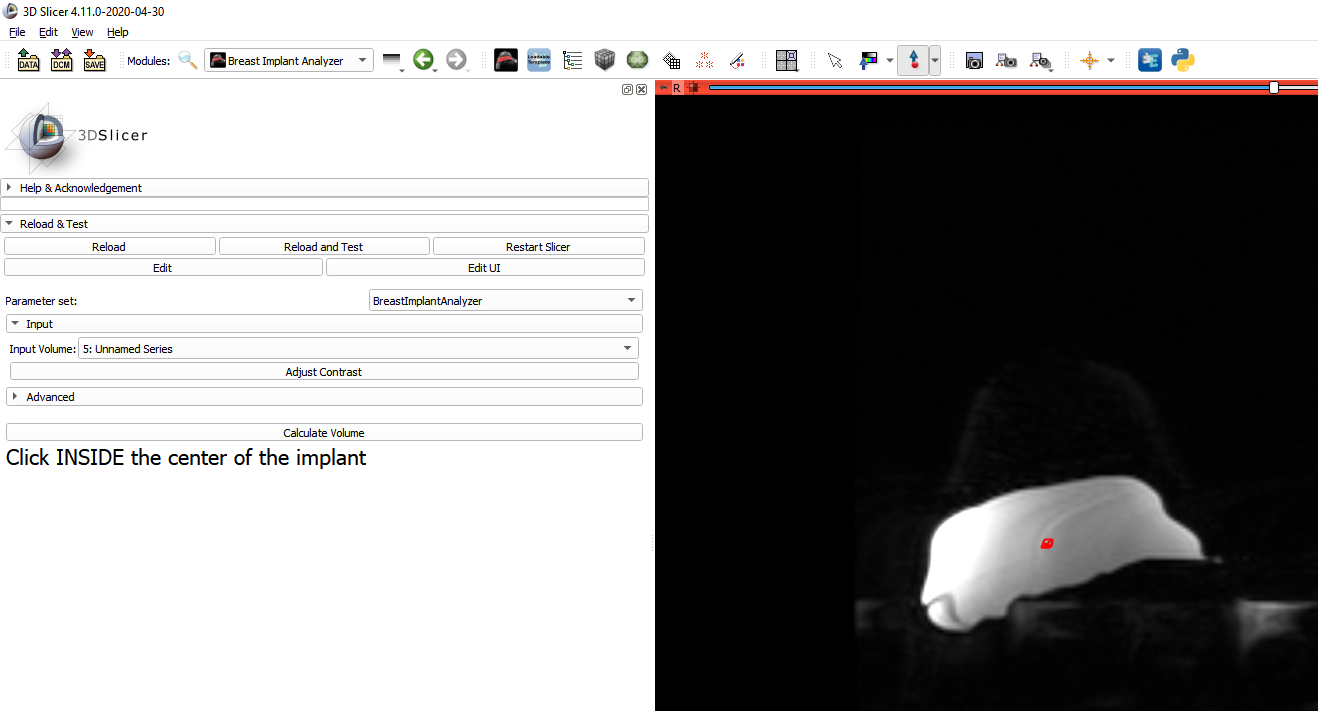 3D Slicer 4.11.0-2020-04-30
File Edit View Help
DATA DCM SAVE Modules: Breast Implant Analyzer
R
3DSlicer
Help & Acknowledgement
Reload & Test
Reload Reload and Test Restart Slicer
Edit Edit UI
Parameter set: BreastImplantAnalyzer
Input
Input Volume: 5: Unnamed Series
Adjust Contrast
Advanced
Calculate Volume
Click INSIDE the center of the implant